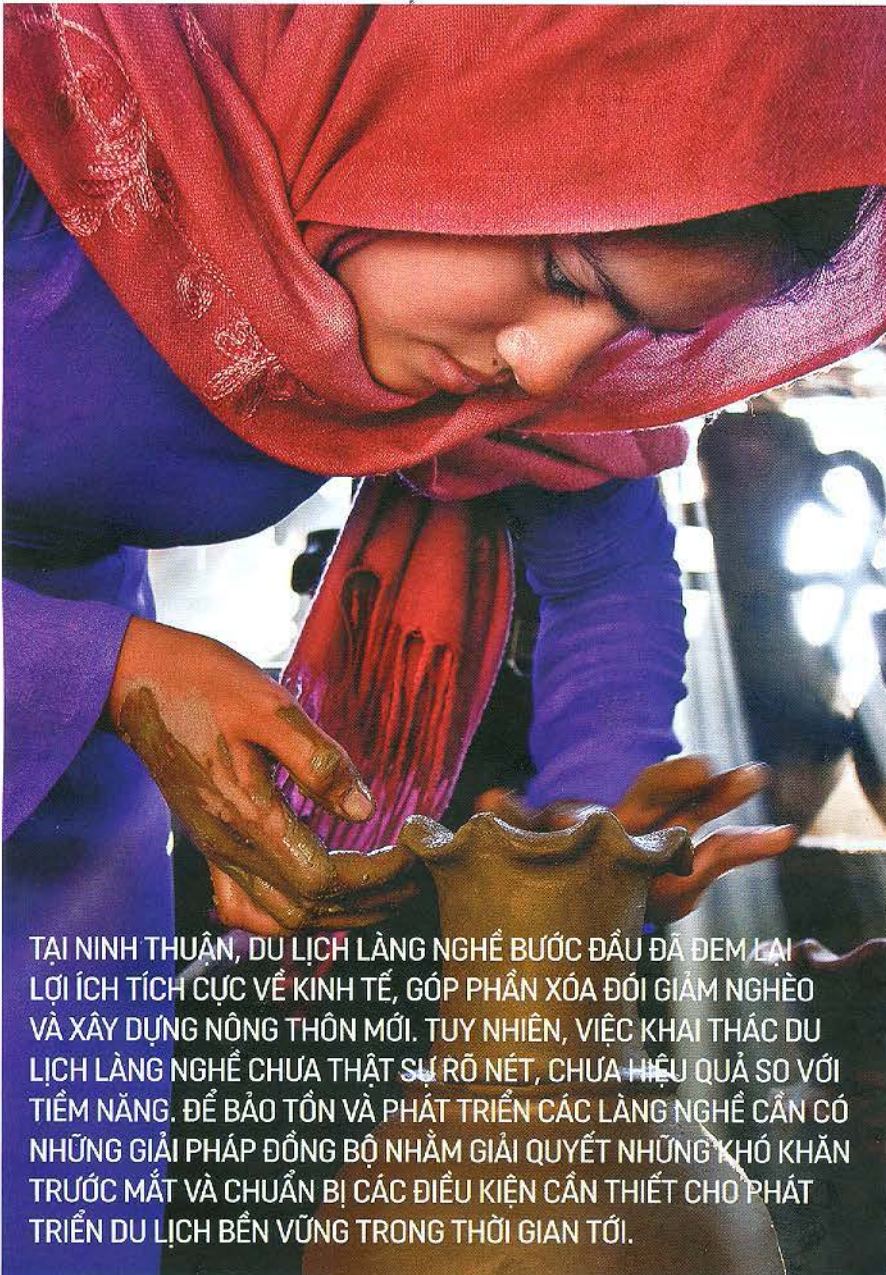 TẠI NINH THUẬN, DU LỊCH LÀNG NGHỀ BƯỚC ĐẦU ĐÃ ĐEM LẠI
LỢI ÍCH TÍCH CỰC VỀ KINH TẾ, GÓP PHẦN XÓA ĐÓI GIẢM NGHÈO
VÀ XÂY DỰNG NÔNG THÔN MỚI. TUY NHIÊN, VIỆC KHAI THÁC DU
LỊCH LÀNG NGHỀ CHƯA THẬT SỰ RÕ NÉT, CHƯA HIỆU QUẢ SO VỚI
TIỀM NĂNG. ĐỂ BẢO TỒN VÀ PHÁT TRIỂN CÁC LÀNG NGHỀ CẦN CÓ
NHỮNG GIẢI PHÁP ĐỒNG BỘ NHẰM GIẢI QUYẾT NHỮNG KHÓ KHĂN
TRƯỚC MẮT VÀ CHUẨN BỊ CÁC ĐIỀU KIỆN CẦN THIẾT CHO PHÁT
TRIỂN DU LỊCH BỀN VỮNG TRONG THỜI GIAN TỚI.